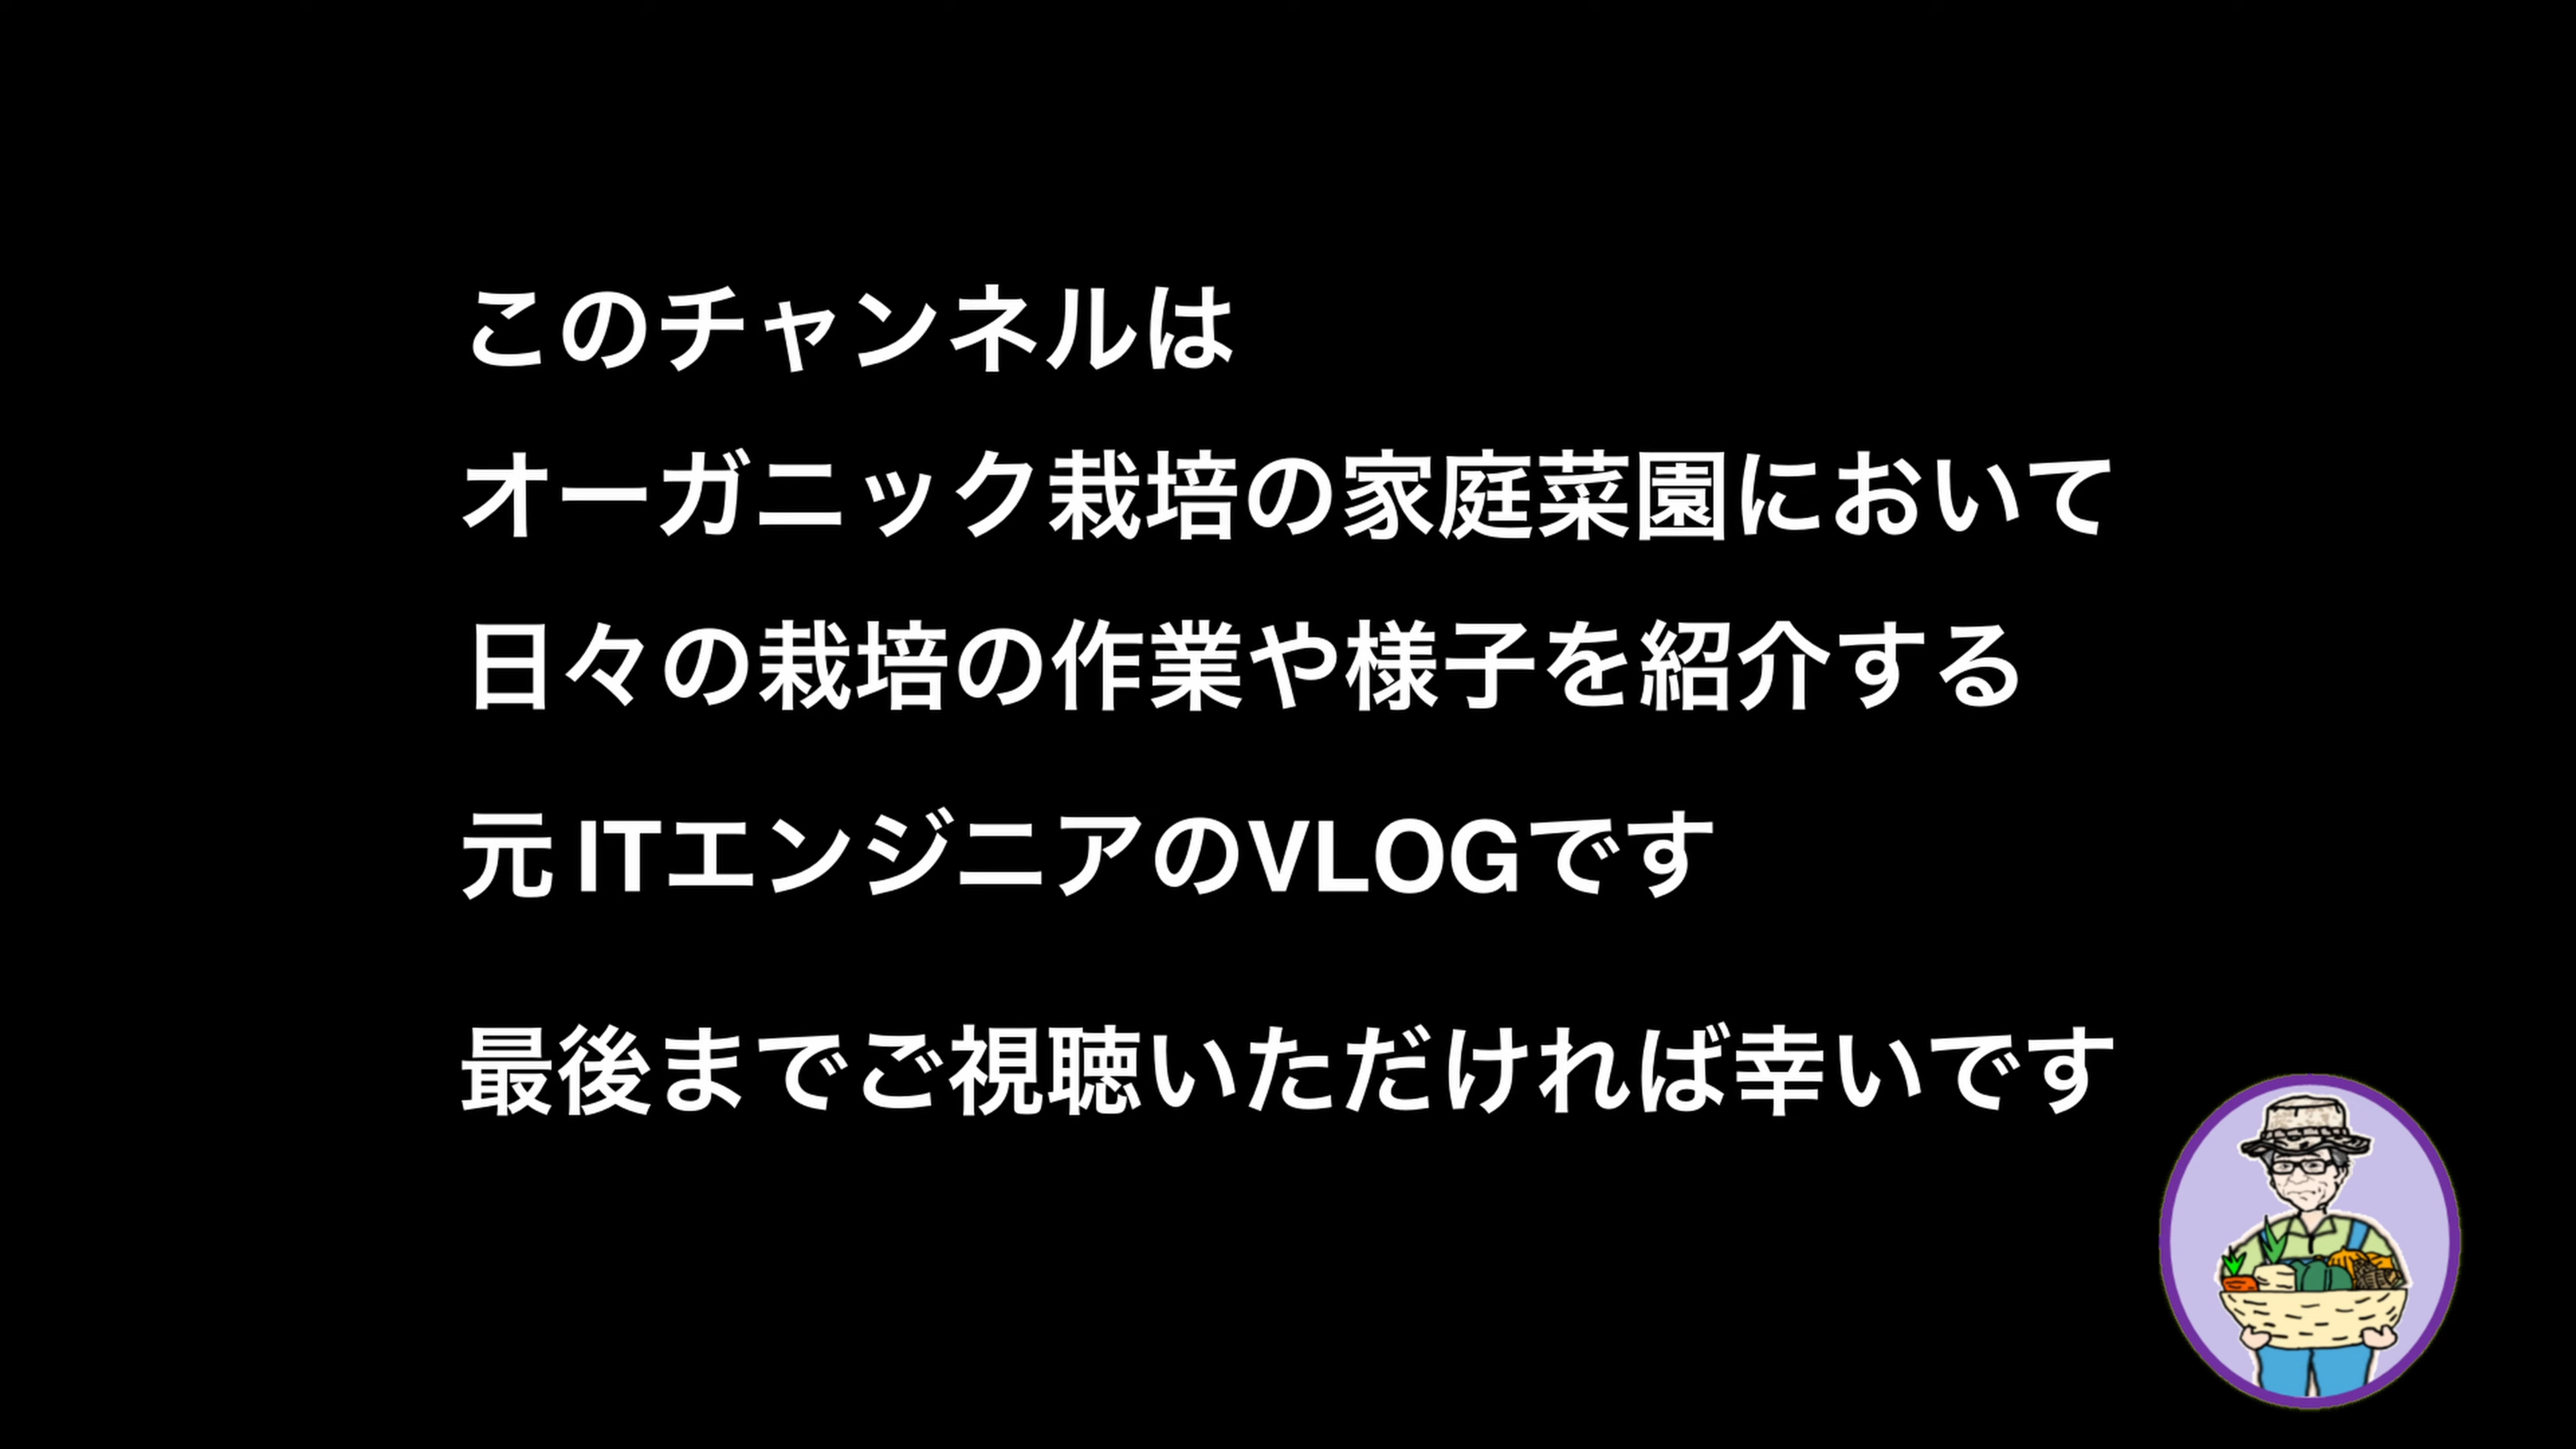 このチャンネルは
オーガニック栽培の家庭菜園において
日々の栽培の作業や様子を紹介する
元 ITエンジニアのVLOGです
最後までご視聴いただければ幸いです